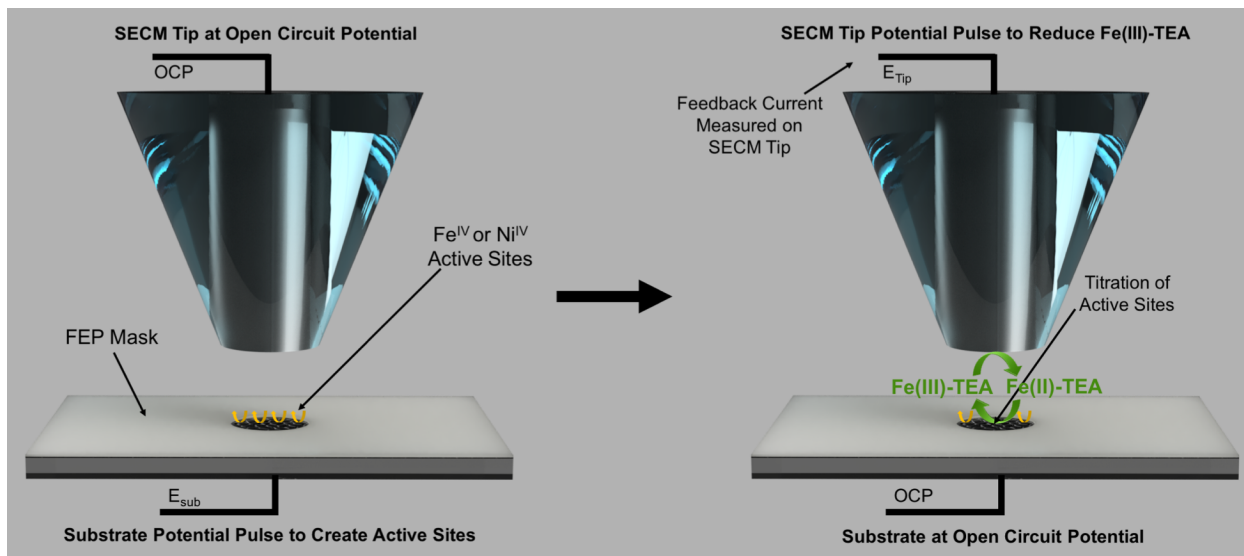 SECM Tip at Open Circuit Potential
OCP
Fe^IV or Ni^IV
Active Sites
FEP Mask
E_sub
Substrate Potential Pulse to Create Active Sites
SECM Tip Potential Pulse to Reduce Fe(III)-TEA
E_Tip
Feedback Current
Measured on
SECM Tip
Titration of
Active Sites
Fe(III)-TEA Fe(II)-TEA
OCP
Substrate at Open Circuit Potential